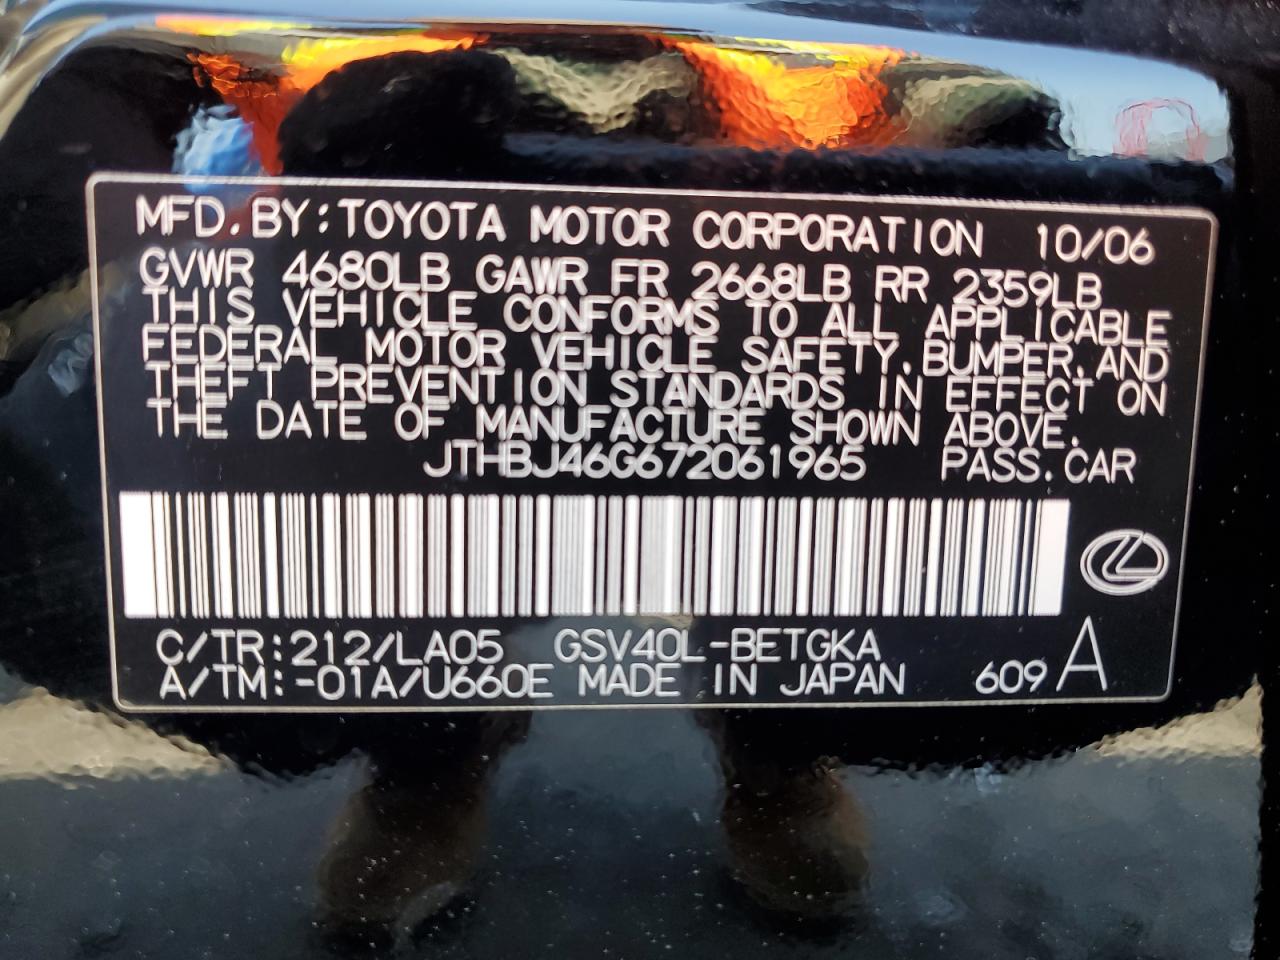 MFD. BY: TOYOTA MOTOR CORPORATION 10/06
GVWR 4680LB GAWR FR 2668LB RR 2359LB
THIS VEHICLE CONFORMS TO ALL APPLICABLE
FEDERAL MOTOR VEHICLE SAFETY, BUMPER, AND
THEFT PREVENTION STANDARDS IN EFFECT ON
THE DATE OF MANUFACTURE SHOWN ABOVE.
JTHBJ46G672061965 PASS. CAR
C/TR: 212/LA05 GSV40L-BETGKA
A/TM: -01A/U660E MADE IN JAPAN 609 A